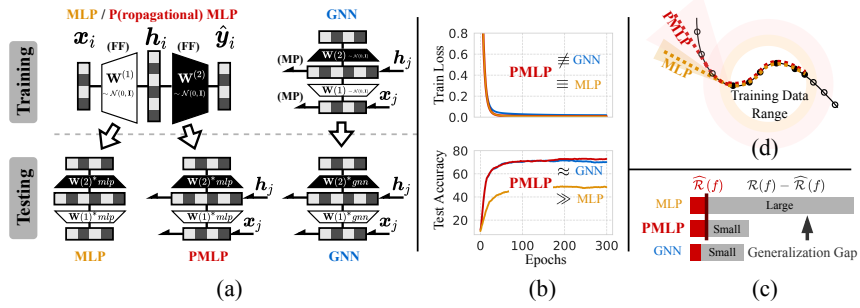 MLP / P(ropagational) MLP
GNN
Training
x_i
h_i
ŷ_i
(FF)
(FF)
W^(1)
~ N(0,I)
W^(2)
~ N(0,I)
(MP)
W(2) ~ N(0,I)
h_j
(MP)
W(1) ~ N(0,I)
x_j
Testing
W(2)*mlp
W(1)*mlp
MLP
W(2)*mlp
h_j
W(1)*mlp
x_j
PMLP
W(2)*gnn
h_j
W(1)*gnn
x_j
GNN
(a)
Train Loss
0.8
0.6
0.4
0.2
0.0
PMLP
≢ GNN
≡ MLP
Test Accuracy
80
60
40
20
PMLP
≈ GNN
≫ MLP
0
100
200
300
Epochs
(b)
PMLP
MLP
Training Data
Range
(d)
R̂(f)
R(f) − R̂(f)
MLP
Large
PMLP
Small
GNN
Small
Generalization Gap
(c)